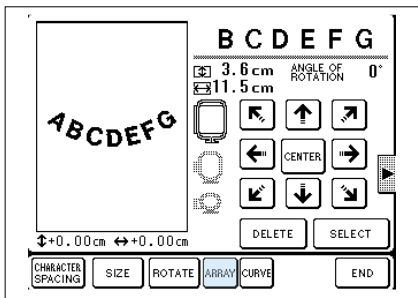 B C D E F G
3.6cm ANGLE OF ROTATION 0°
11.5cm
ABCDEFG
CENTER
↕+0.00cm ↔+0.00cm
DELETE SELECT
CHARACTER SPACING SIZE ROTATE ARRAY CURVE END